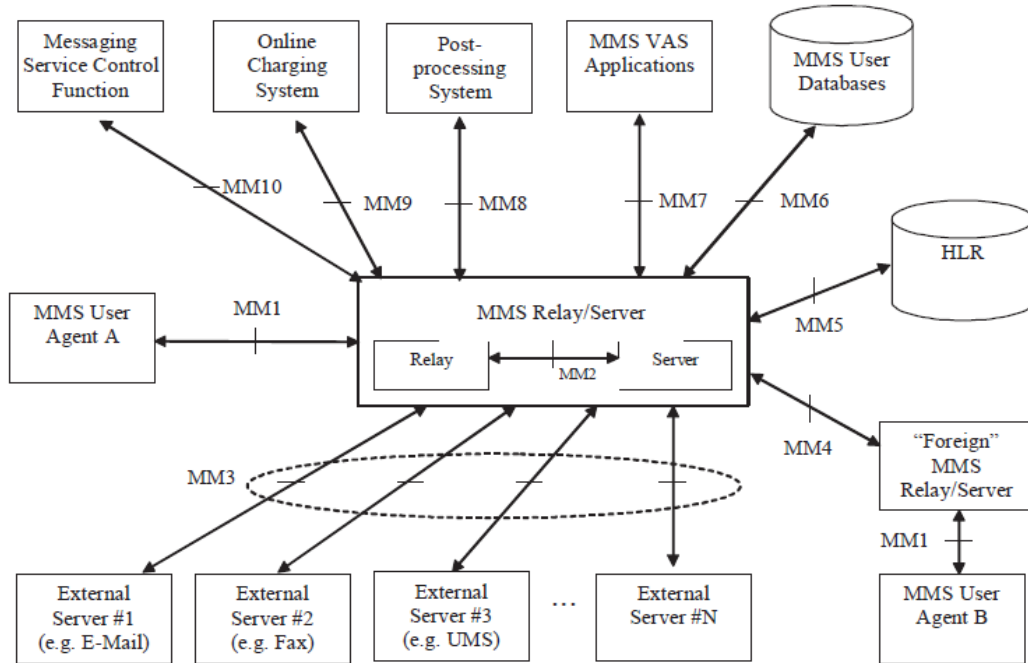 Messaging
Service Control
Function
Online
Charging
System
Post-
processing
System
MMS VAS
Applications
MMS User
Databases
MM10
MM9
MM8
MM7
MM6
HLR
MM5
MMS User
Agent A
MM1
MMS Relay/Server
Relay
MM2
Server
MM4
“Foreign”
MMS
Relay/Server
MM3
MM1
External
Server #1
(e.g. E-Mail)
External
Server #2
(e.g. Fax)
External
Server #3
(e.g. UMS)
...
External
Server #N
MMS User
Agent B